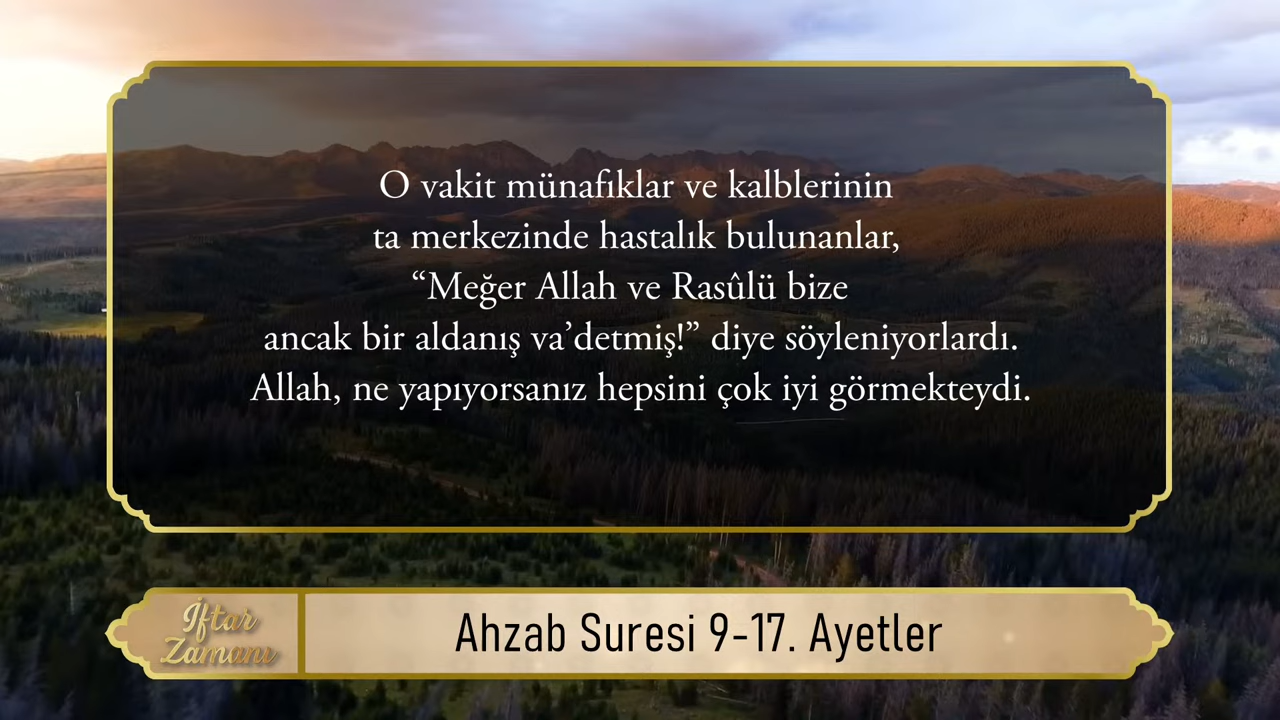 O vakit münafıklar ve kalblerinin
ta merkezinde hastalık bulunanlar,
“Meğer Allah ve Rasûlü bize
ancak bir aldanış va’detmiş!” diye söyleniyorlardı.
Allah, ne yapıyorsanız hepsini çok iyi görmekteydi.
İftar
Zamanı
Ahzab Suresi 9-17. Ayetler